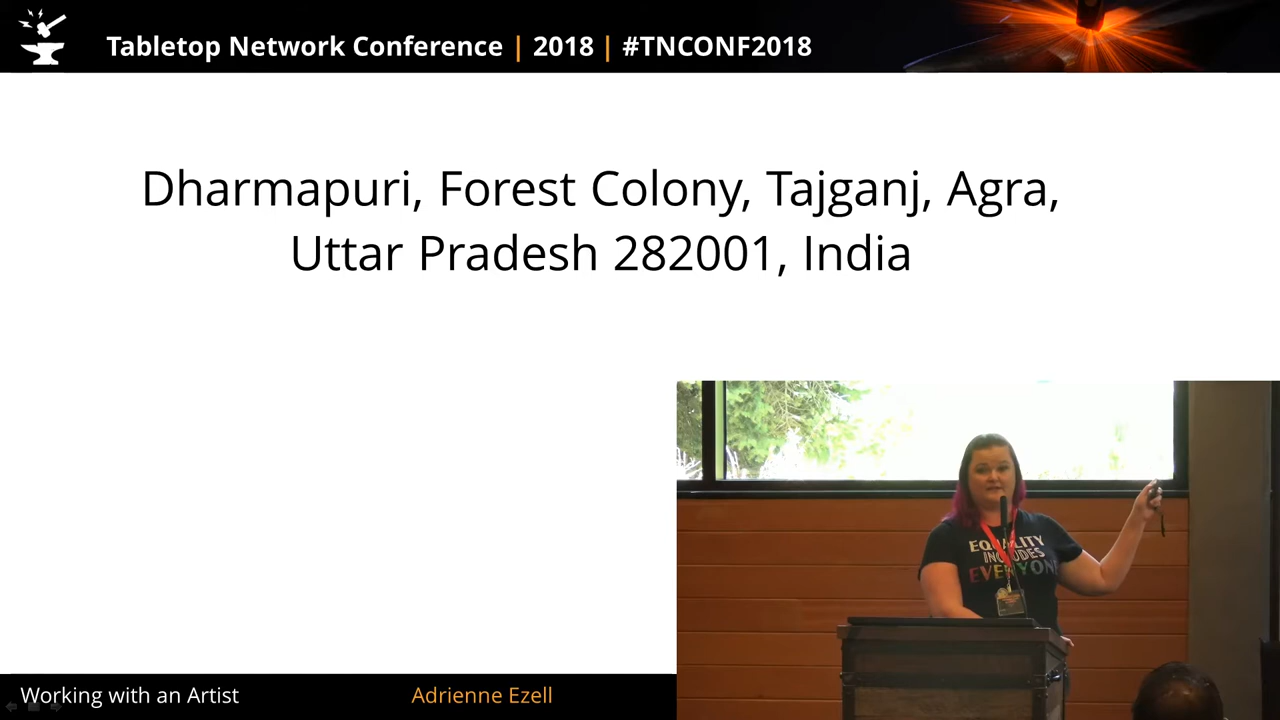 Tabletop Network Conference | 2018 | #TNCONF2018
Dharmapuri, Forest Colony, Tajganj, Agra,
Uttar Pradesh 282001, India
EQUALITY
INCLUDES
EVERYONE
Working with an Artist
Adrienne Ezell